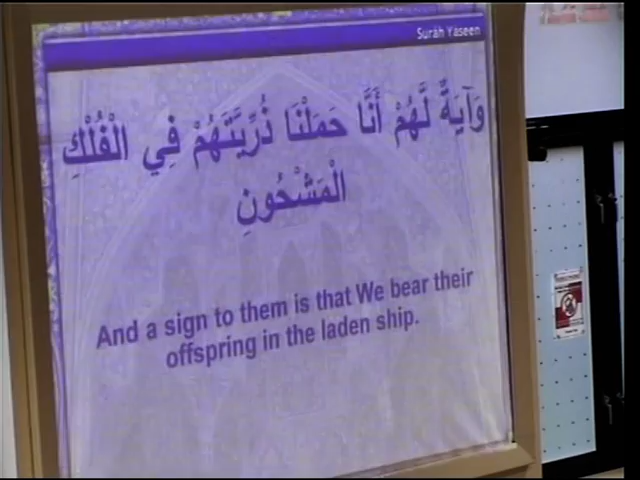 Surah Yaseen
وَآيَةٌ لَّهُمْ أَنَّا حَمَلْنَا ذُرِّيَّتَهُمْ فِي الْفُلْكِ
الْمَشْحُونِ
And a sign to them is that We bear their
offspring in the laden ship.